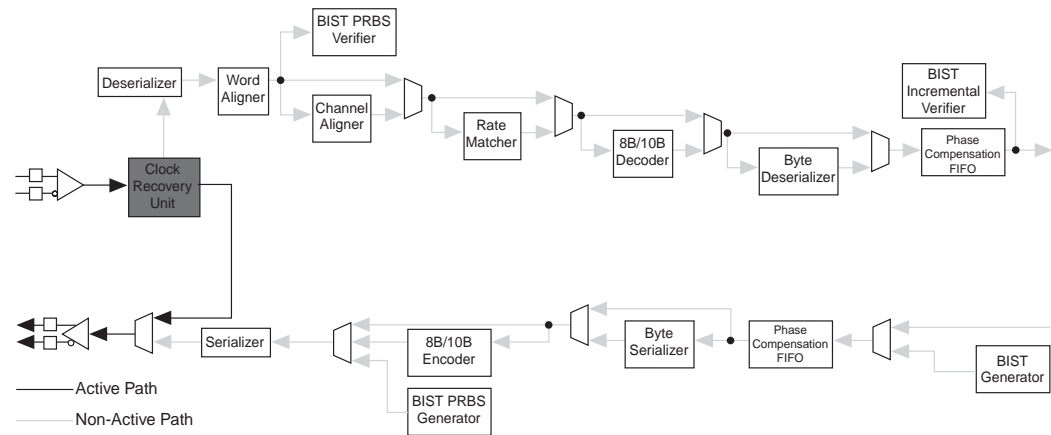 BIST PRBS
Verifier
Deserializer
Word
Aligner
Channel
Aligner
Rate
Matcher
8B/10B
Decoder
Byte
Deserializer
BIST
Incremental
Verifier
Phase
Compensation
FIFO
Clock
Recovery
Unit
Serializer
8B/10B
Encoder
BIST PRBS
Generator
Byte
Serializer
Phase
Compensation
FIFO
BIST
Generator
Active Path
Non-Active Path